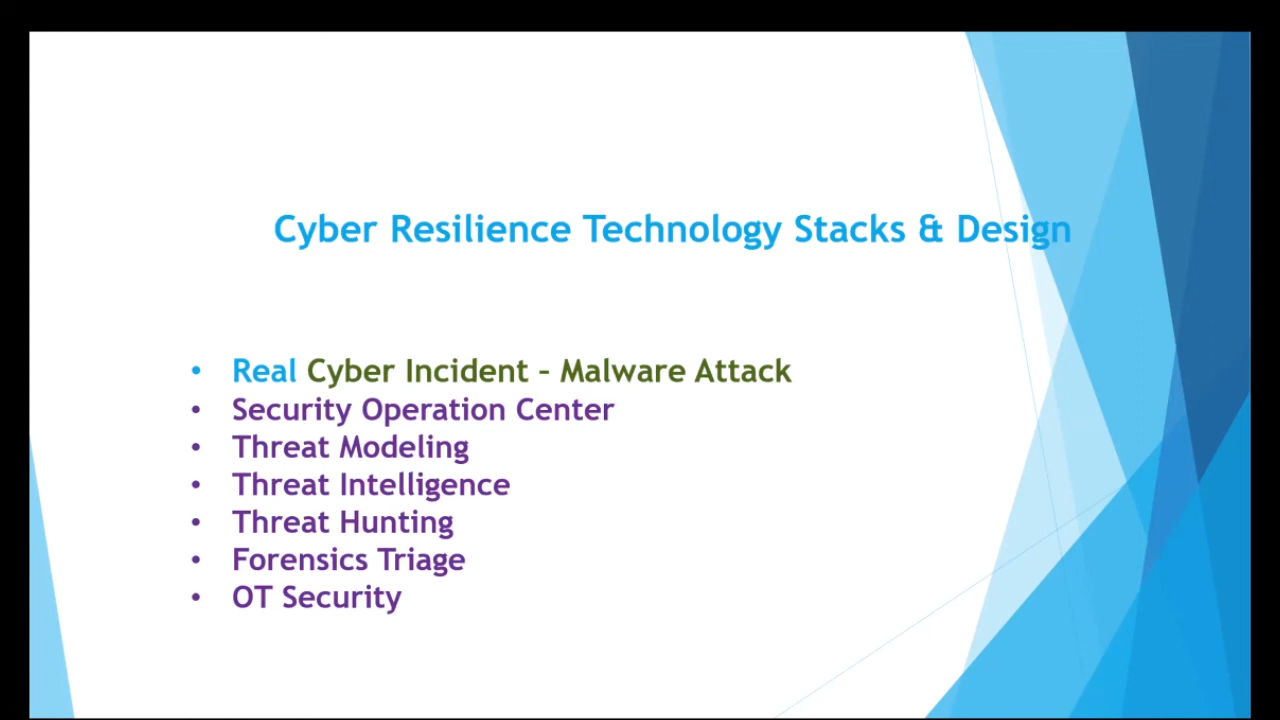 Cyber Resilience Technology Stacks & Design
• Real Cyber Incident – Malware Attack
• Security Operation Center
• Threat Modeling
• Threat Intelligence
• Threat Hunting
• Forensics Triage
• OT Security